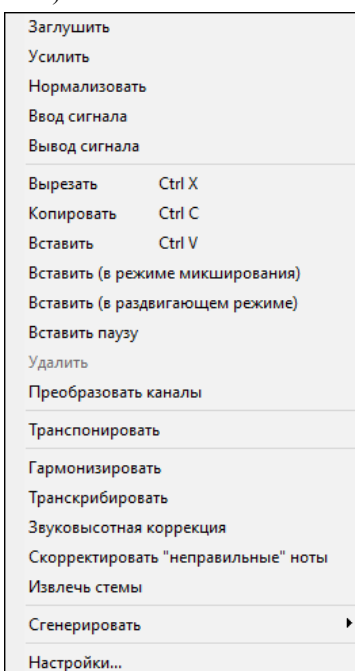 Заглушить
Усилить
Нормализовать
Ввод сигнала
Вывод сигнала
Вырезать Ctrl X
Копировать Ctrl C
Вставить Ctrl V
Вставить (в режиме микширования)
Вставить (в раздвигающем режиме)
Вставить паузу
Удалить
Преобразовать каналы
Транспонировать
Гармонизировать
Транскрибировать
Звуковысотная коррекция
Скорректировать "неправильные" ноты
Извлечь стемы
Сгенерировать
Настройки...